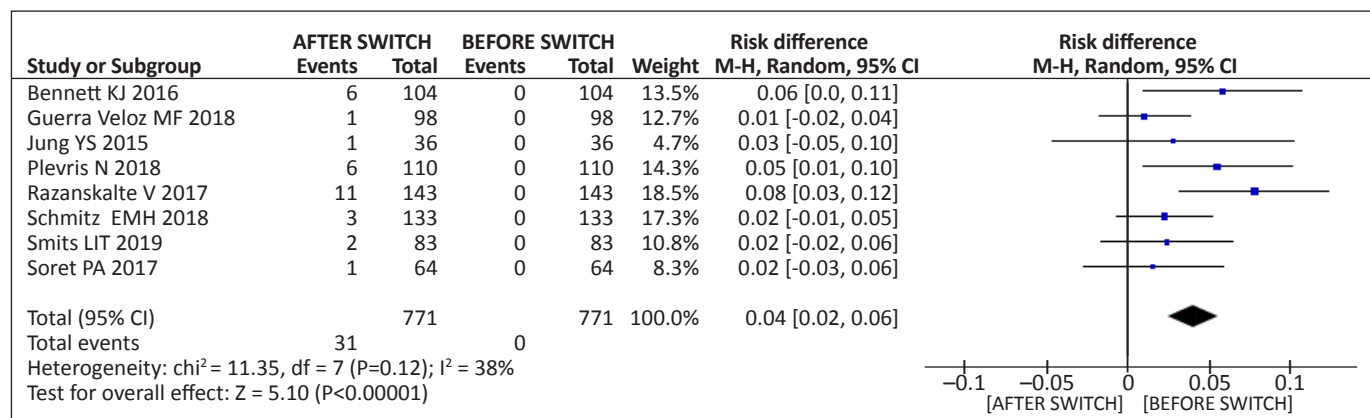 AFTER SWITCH BEFORE SWITCH Risk difference Risk difference
Study or Subgroup Events Total Events Total Weight M-H, Random, 95% CI M-H, Random, 95% CI
Bennett KJ 2016 6 104 0 104 13.5% 0.06 [0.0, 0.11]
Guerra Veloz MF 2018 1 98 0 98 12.7% 0.01 [-0.02, 0.04]
Jung YS 2015 1 36 0 36 4.7% 0.03 [-0.05, 0.10]
Plevris N 2018 6 110 0 110 14.3% 0.05 [0.01, 0.10]
Razanskalte V 2017 11 143 0 143 18.5% 0.08 [0.03, 0.12]
Schmitz EMH 2018 3 133 0 133 17.3% 0.02 [-0.01, 0.05]
Smits LIT 2019 2 83 0 83 10.8% 0.02 [-0.02, 0.06]
Soret PA 2017 1 64 0 64 8.3% 0.02 [-0.03, 0.06]
Total (95% CI) 771 771 100.0% 0.04 [0.02, 0.06]
Total events 31 0
Heterogeneity: chi² = 11.35, df = 7 (P=0.12); I² = 38%
Test for overall effect: Z = 5.10 (P<0.00001)
−0.1 −0.05 0 0.05 0.1
[AFTER SWITCH] [BEFORE SWITCH]